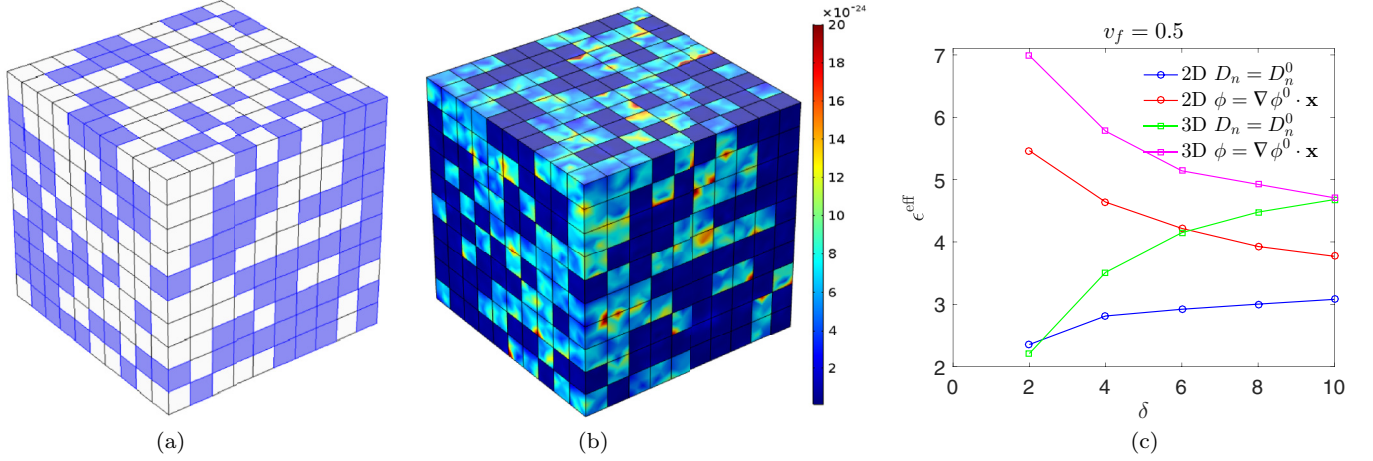 ×10⁻²⁴
20
18
16
14
12
10
8
6
4
2
(a)
(b)
v_f = 0.5
7
6
5
4
3
2
ϵ^eff
0
2
4
6
8
10
δ
2D D_n = D_n^0
2D ϕ = ∇ϕ^0 · x
3D D_n = D_n^0
3D ϕ = ∇ϕ^0 · x
(c)